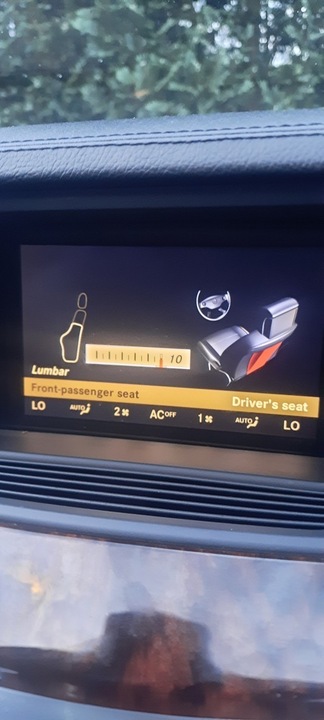 10
Lumbar
Front-passenger seat Driver's seat
LO AUTO 2 AC OFF 1 AUTO LO